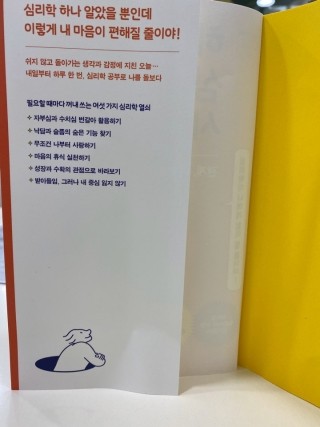 심리학 하나 알았을 뿐인데
이렇게 내 마음이 편해질 줄이야!
쉬지 않고 돌아가는 생각과 감정에 지친 오늘…
내일부터 하루 한 번, 심리학 공부로 나를 돌보다
필요할 때마다 꺼내 쓰는 여섯 가지 심리학 열쇠
✧ 자부심과 수치심 번갈아 활용하기
✧ 낙담과 슬픔의 숨은 기능 찾기
✧ 무조건 나부터 사랑하기
✧ 마음의 휴식 실천하기
✧ 성장과 수확의 관점으로 바라보기
✧ 받아들임, 그러나 내 중심 잃지 않기